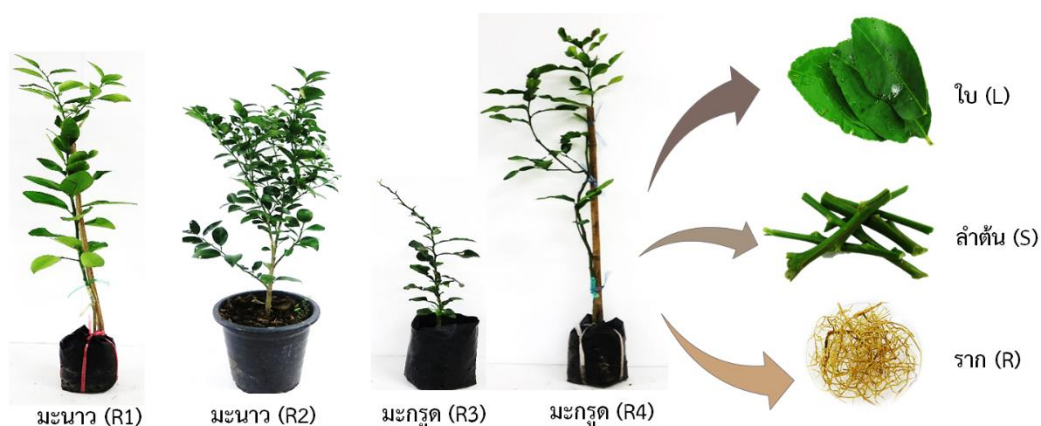 ใบ (L)
ลำต้น (S)
ราก (R)
มะนาว (R1)
มะนาว (R2)
มะกรูด (R3)
มะกรูด (R4)